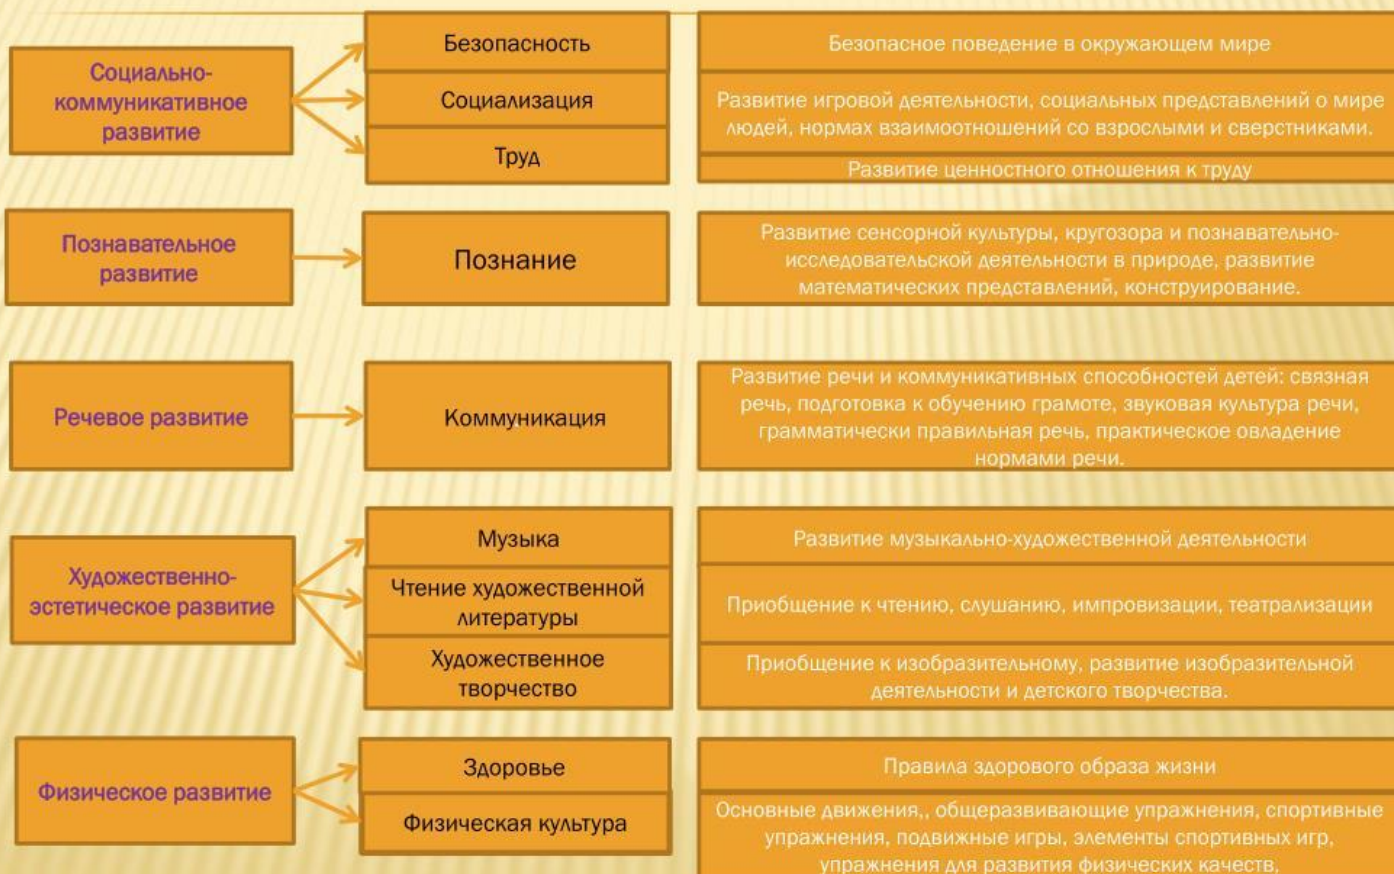 Социально-
коммуникативное
развитие
Безопасность
Безопасное поведение в окружающем мире
Социализация
Развитие игровой деятельности, социальных представлений о мире
людей, нормах взаимоотношений со взрослыми и сверстниками.
Труд
Развитие ценностного отношения к труду
Познавательное
развитие
Познание
Развитие сенсорной культуры, кругозора и познавательно-
исследовательской деятельности в природе, развитие
математических представлений, конструирование.
Речевое развитие
Коммуникация
Развитие речи и коммуникативных способностей детей: связная
речь, подготовка к обучению грамоте, звуковая культура речи,
грамматически правильная речь, практическое овладение
нормами речи.
Художественно-
эстетическое развитие
Музыка
Развитие музыкально-художественной деятельности
Чтение художественной
литературы
Приобщение к чтению, слушанию, импровизации, театрализации
Художественное
творчество
Приобщение к изобразительному, развитие изобразительной
деятельности и детского творчества.
Физическое развитие
Здоровье
Правила здорового образа жизни
Физическая культура
Основные движения,, общеразвивающие упражнения, спортивные
упражнения, подвижные игры, элементы спортивных игр,
упражнения для развития физических качеств,